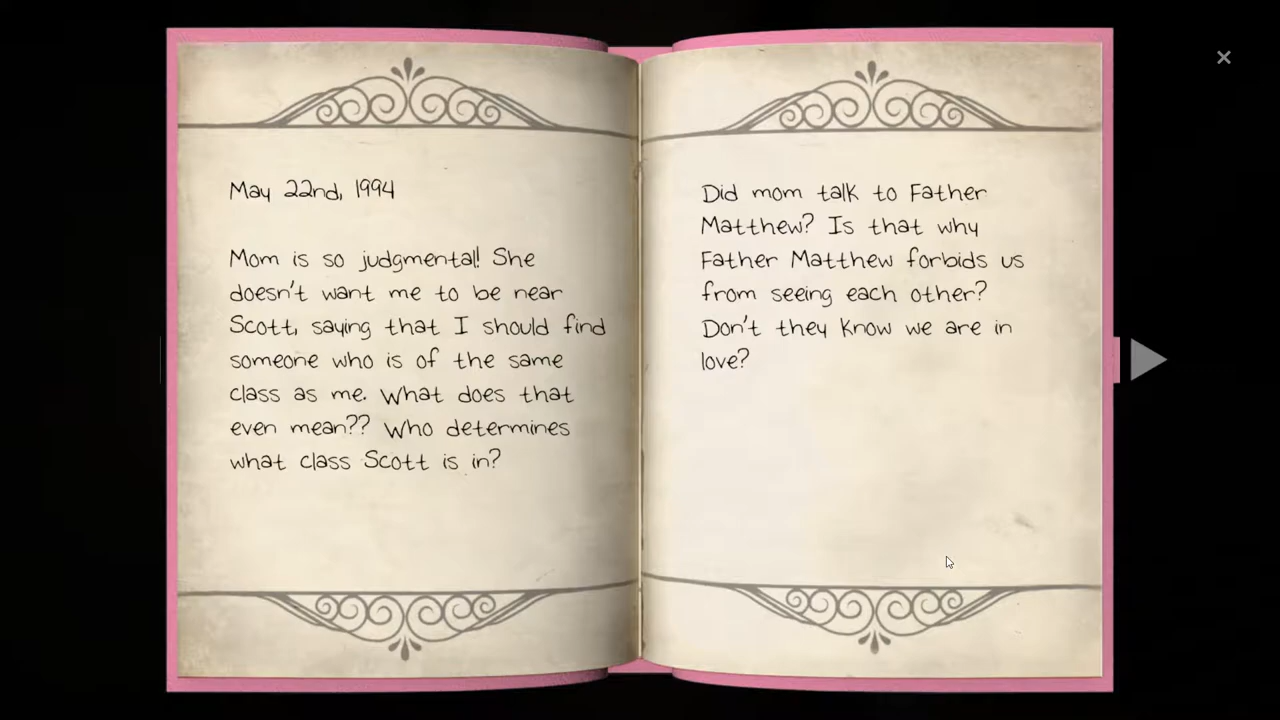 May 22nd, 1994
Mom is so judgmental! She
doesn't want me to be near
Scott, saying that I should find
someone who is of the same
class as me. What does that
even mean?? Who determines
what class Scott is in?
Did mom talk to Father
Matthew? Is that why
Father Matthew forbids us
from seeing each other?
Don't they know we are in
love?